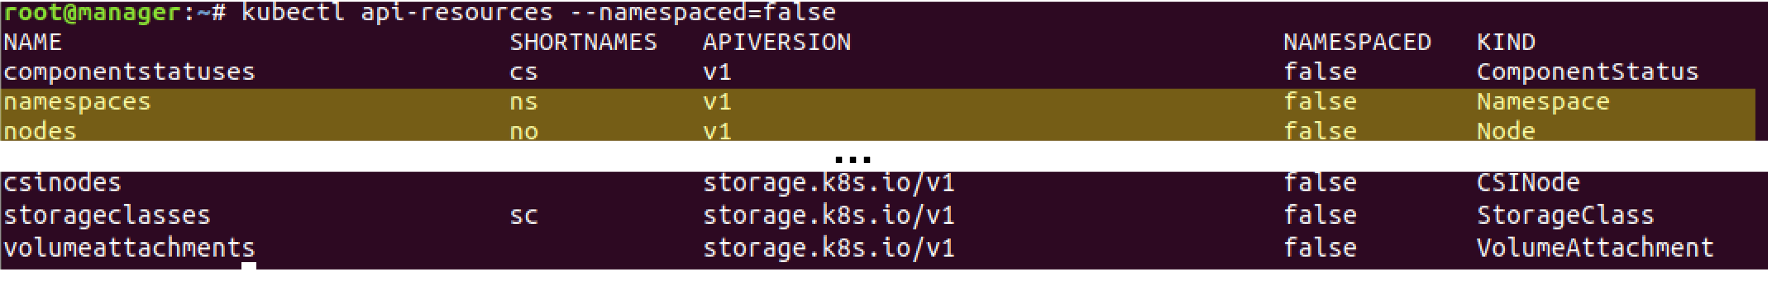 root@manager:~# kubectl api-resources --namespaced=false
NAME SHORTNAMES APIVERSION NAMESPACED KIND
componentstatuses cs v1 false ComponentStatus
namespaces ns v1 false Namespace
nodes no v1 false Node
...
csinodes storage.k8s.io/v1 false CSINode
storageclasses sc storage.k8s.io/v1 false StorageClass
volumeattachments storage.k8s.io/v1 false VolumeAttachment